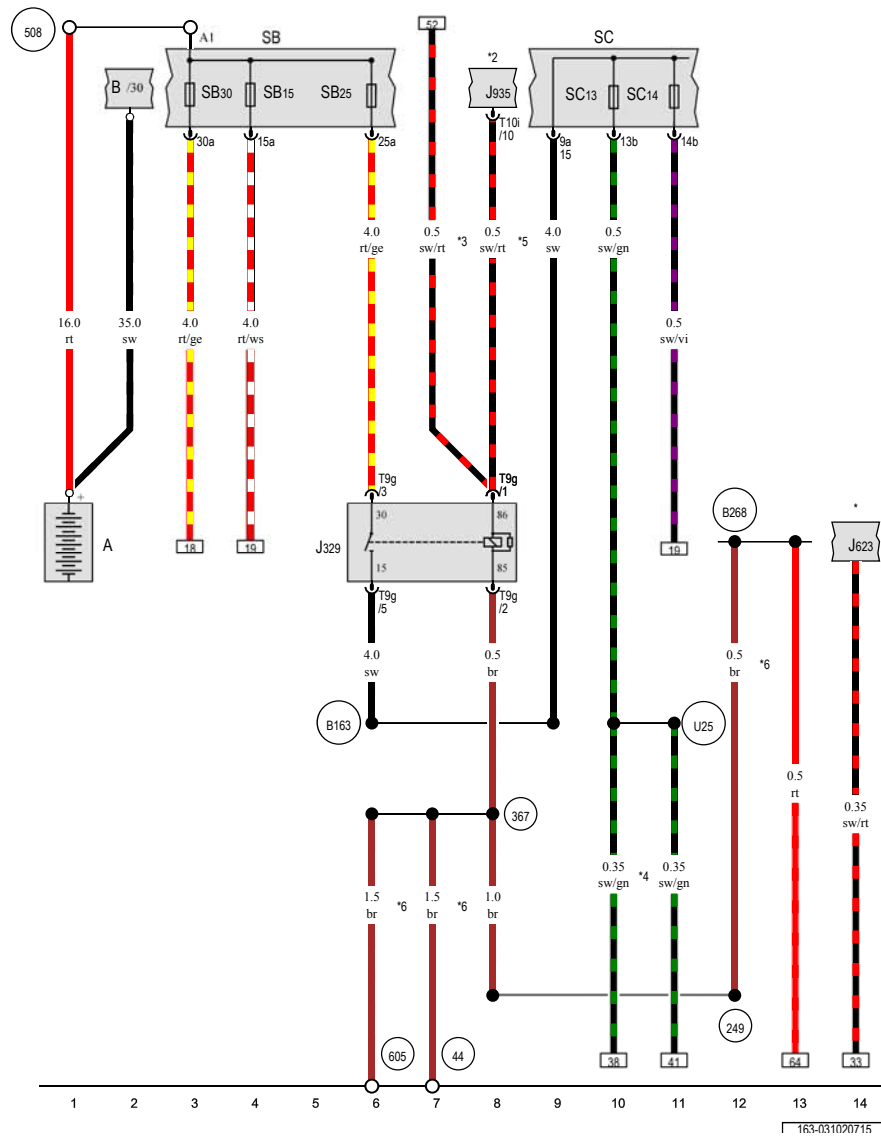 508
A1
SB
52
*2
SC
B /30
SB30
SB15
SB25
J935
SC13
SC14
T10i
/10
30a
15a
25a
9a
15
13b
14b
4.0
rt/ge
0.5
sw/rt
*3
0.5
sw/rt
*5
4.0
sw
0.5
sw/gn
16.0
rt
35.0
sw
4.0
rt/ge
4.0
rt/ws
0.5
sw/vi
T9g
/3
T9g
/1
+
A
18
19
J329
30
86
15
85
19
B268
*
J623
T9g
/5
T9g
/2
4.0
sw
0.5
br
0.5
br
*6
B163
U25
0.5
rt
367
0.35
sw/rt
1.5
br
*6
1.5
br
*6
1.0
br
0.35
sw/gn
*4
0.35
sw/gn
249
605
44
38
41
64
33
1 2 3 4 5 6 7 8 9 10 11 12 13 14
163-031020715